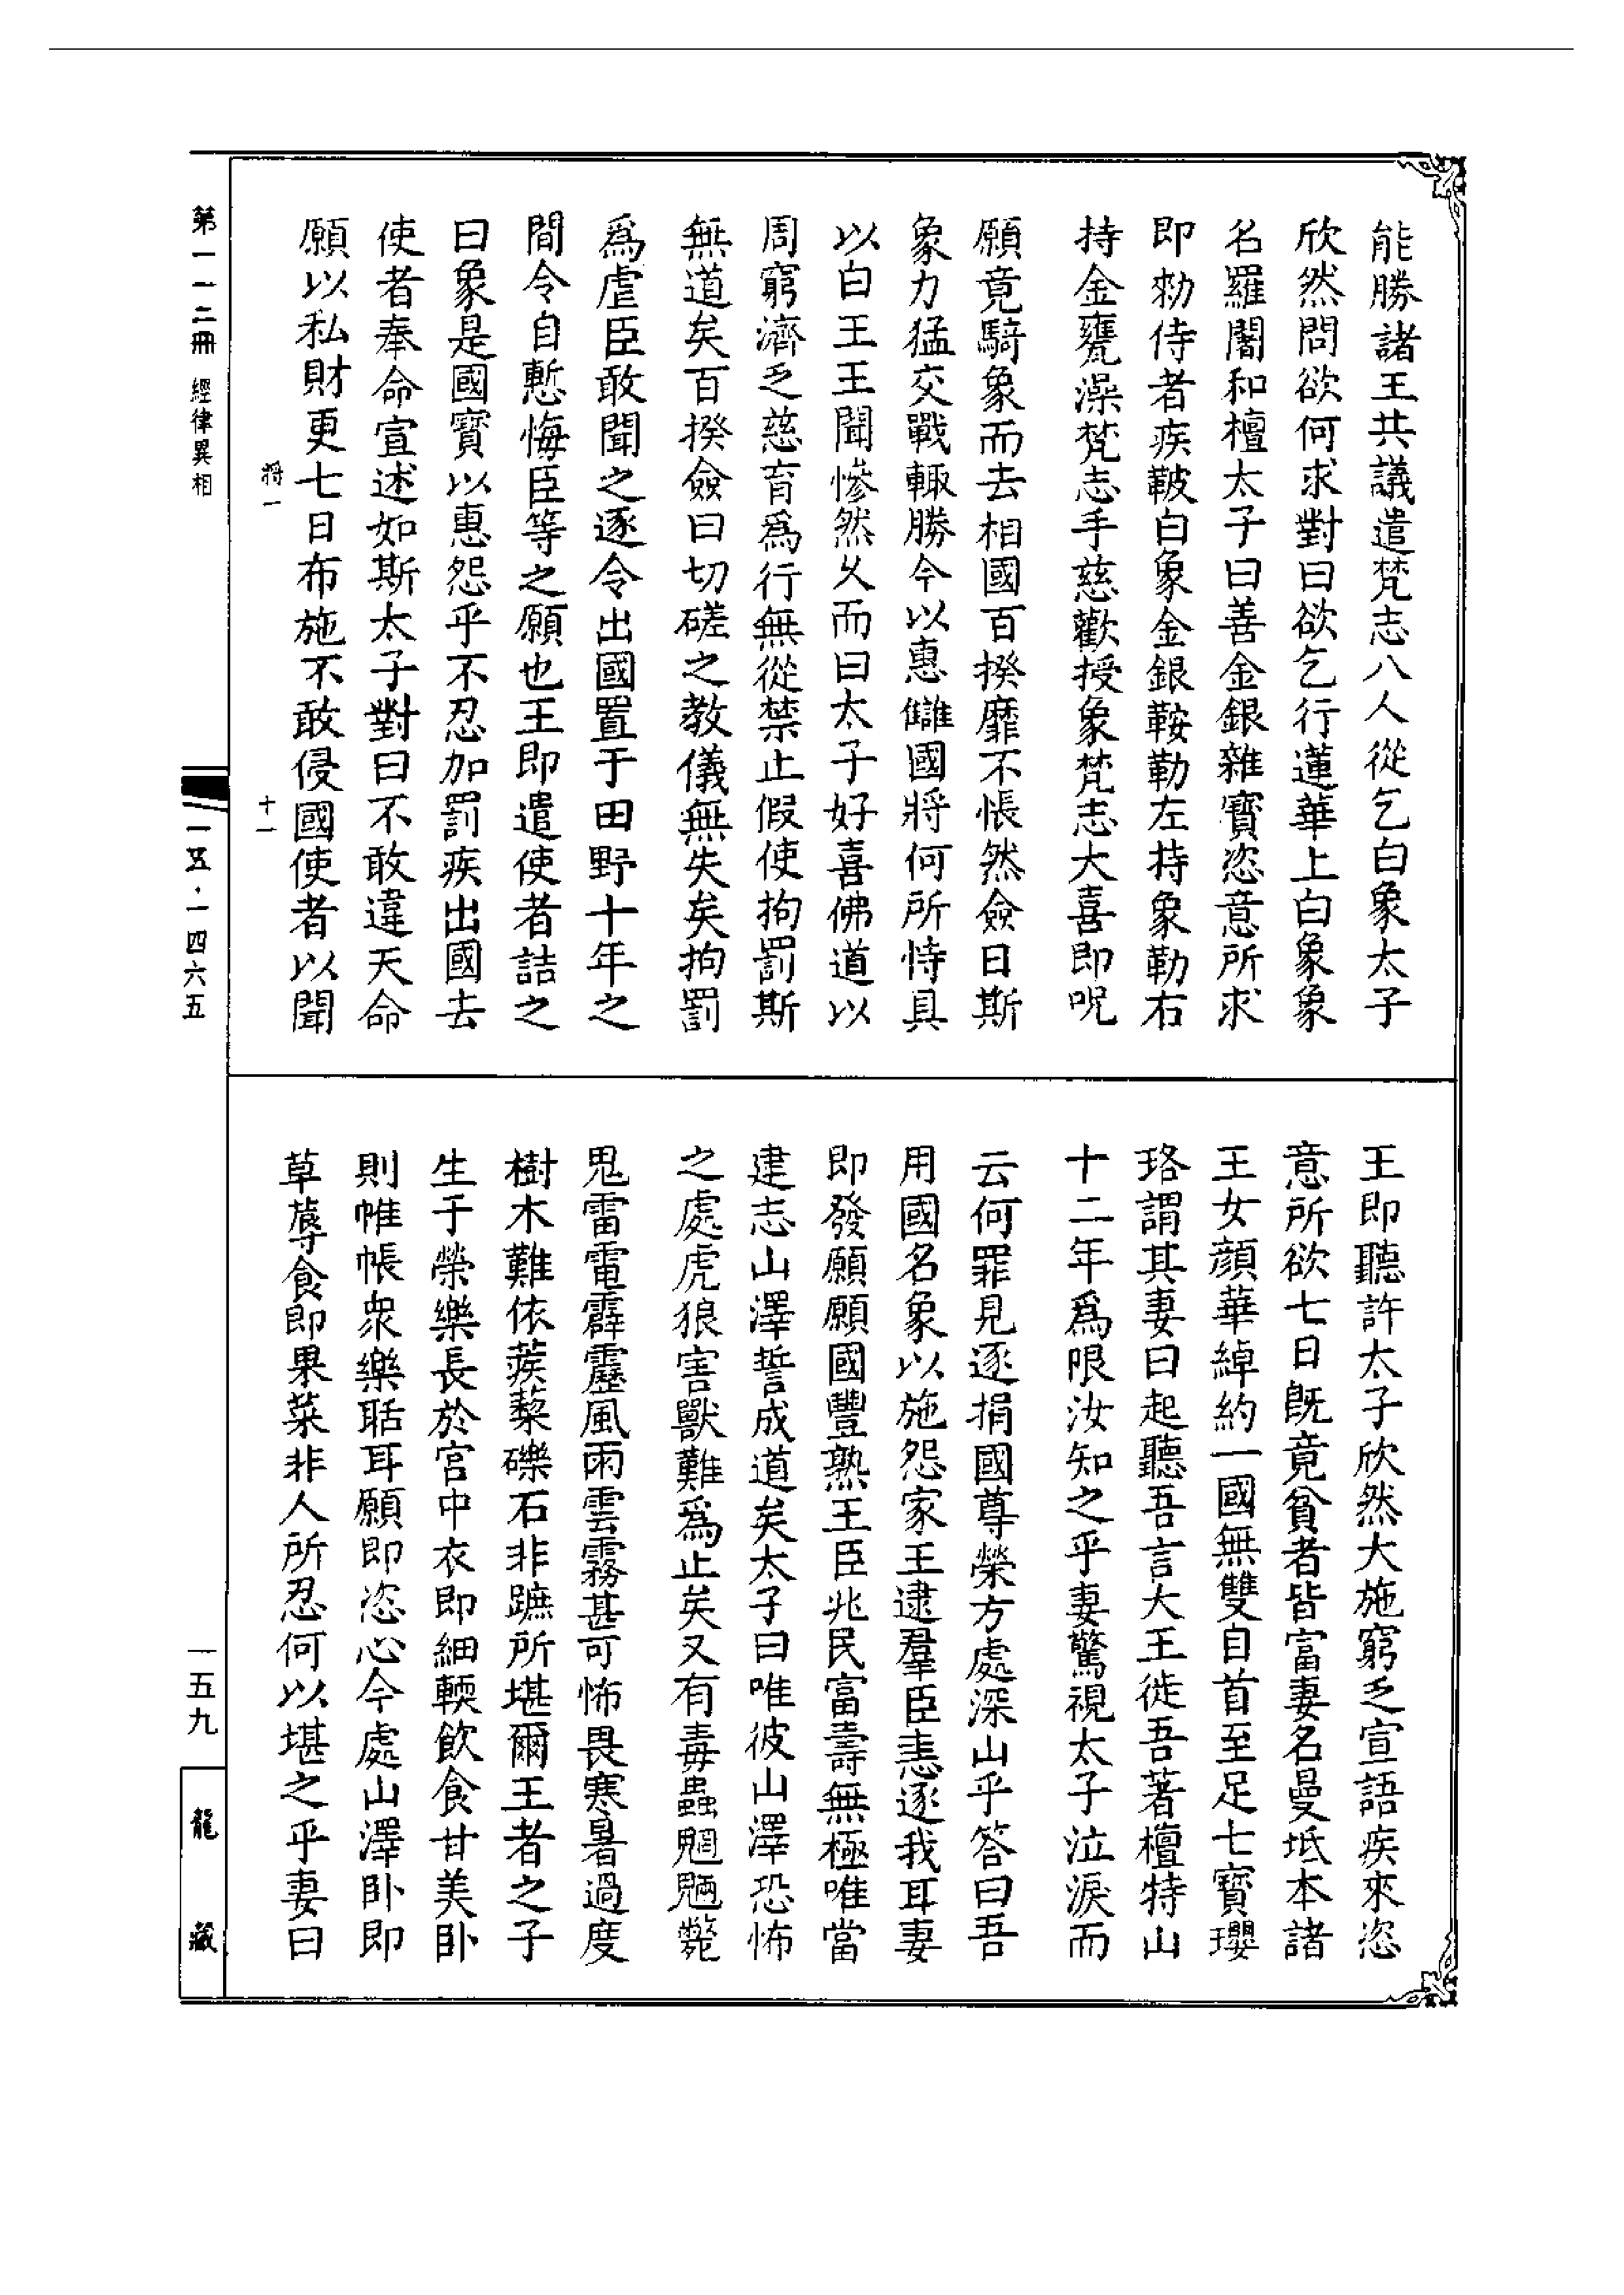 能勝諸王共議遣梵志八人從乞白象太子
欣然問欲何求對曰欲乞行蓮華上白象象
名羅闍和檀太子曰善金銀雜寶恣意所求
即勑侍者疾鞁白象金銀鞍勒左持象勒右
持金甕澡梵志手慈歡授象梵志大喜即呪
願竟騎象而去相國百揆靡不悵然僉曰斯
象力猛交戰輙勝今以惠讎國將何所恃具
以白王王聞慘然乆而曰太子好喜佛道以
周窮濟乏慈育爲行無從禁止假使拘罰斯
無道矣百揆僉曰切磋之教儀無失矣拘罰
爲虐臣敢聞之逐令出國置于田野十年之
間令自慙悔臣等之願也王即遣使者詰之
曰象是國寶以惠怨乎不忍加罰疾出國去
使者奉命宣述如斯太子對曰不敢違天命
願以私財更七日布施不敢侵國使者以聞
王即聽許太子欣然大施窮乏宣語疾來恣
意所欲七日旣竟貧者皆富妻名曼坻本諸
王女顔華綽約一國無雙自首至足七寶瓔
珞謂其妻曰起聽吾言大王徙吾著檀特山
十二年爲限汝知之乎妻驚視太子泣淚而
云何罪見逐捐國尊榮方處深山乎答曰吾
用國名象以施怨家王逮羣臣恚逐我耳妻
即發願願國豐熟王臣兆民富壽無極唯當
建志山澤誓成道矣太子曰唯彼山澤恐怖
之處虎狼害獸難爲止矣又有毒蟲魍魎斃
鬼雷電霹靂風雨雲霧甚可怖畏寒暑過度
樹木難依蒺藜礫石非蹠所堪爾王者之子
生于榮樂長於宮中衣即細輭飲食甘美卧
則帷帳衆樂聒耳願即恣心今處山澤卧即
草蓐食即果菜非人所忍何以堪之乎妻曰
將一
十一
第一一二冊 經律異相
一五·一四六五
一五九
龍藏